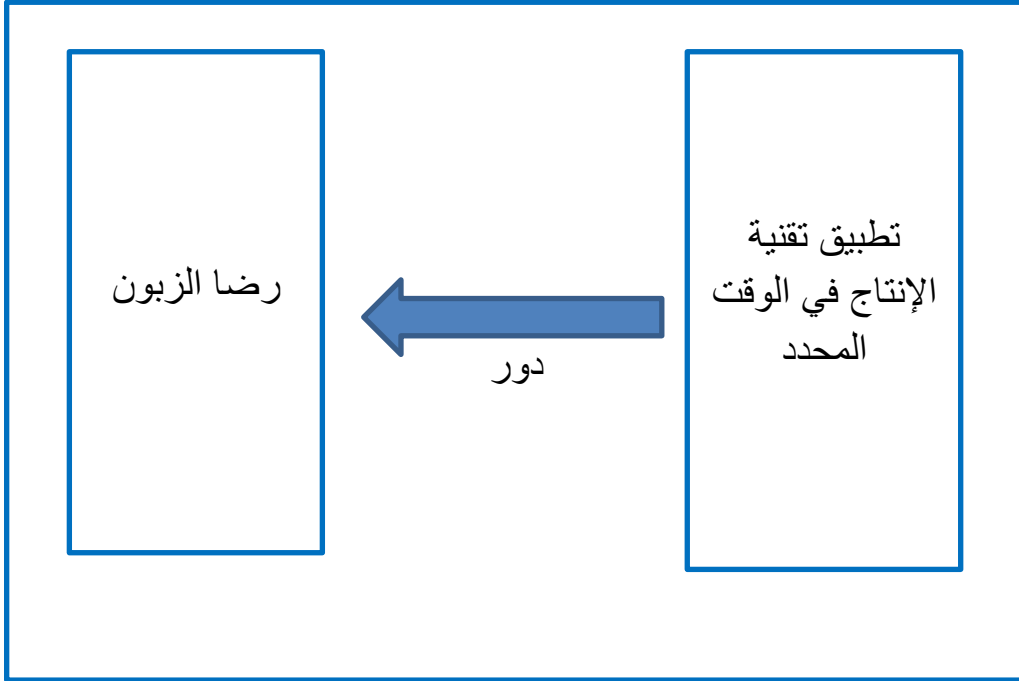 تطبيق تقنية
الإنتاج في الوقت
المحدد
دور
رضا الزبون